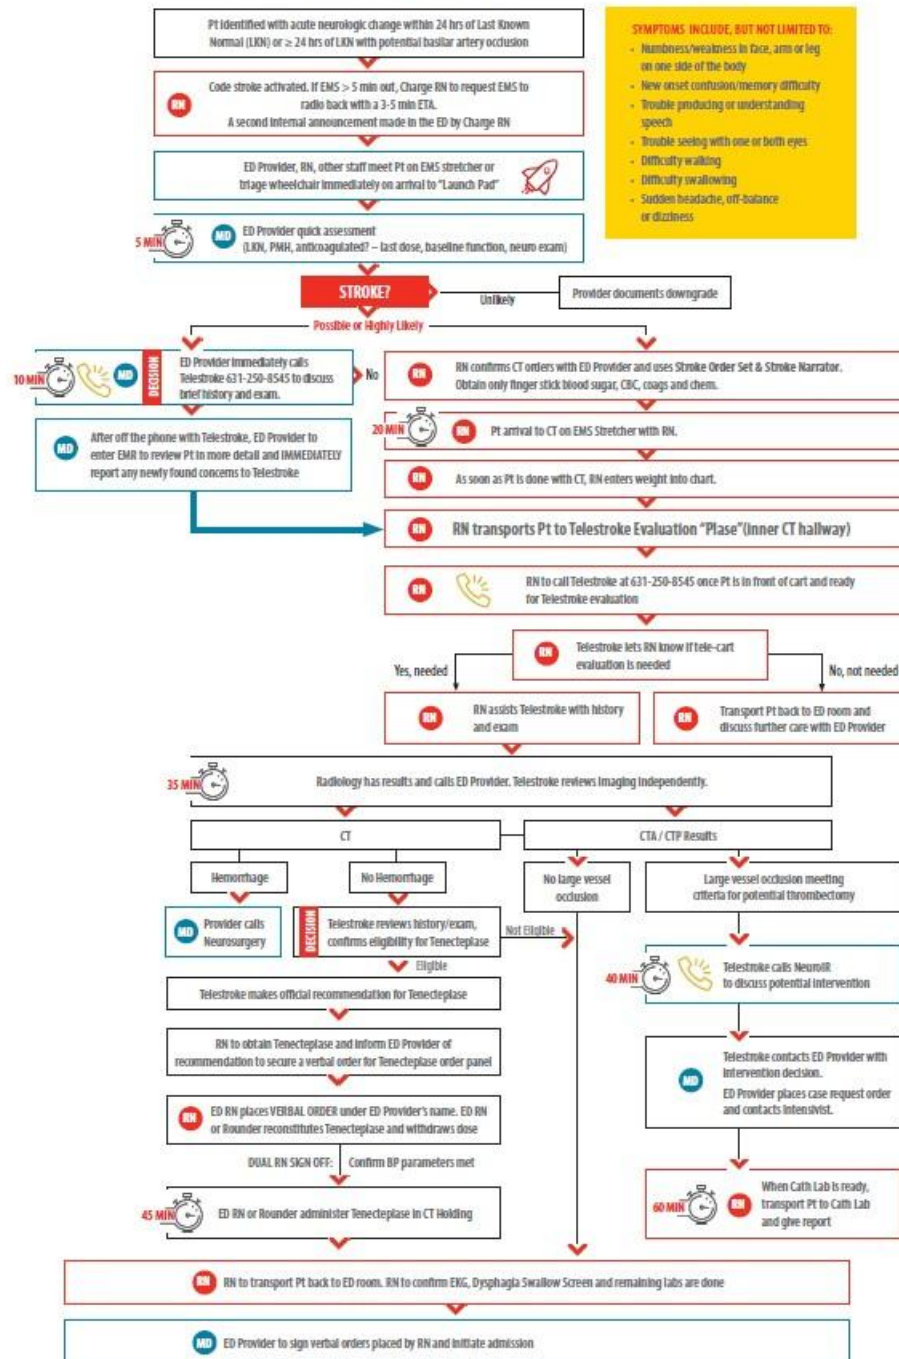 Pt identified with acute neurologic change within 24 hrs of Last Known
Normal (LKN) or ≥ 24 hrs of LKN with potential basilar artery occlusion
SYMPTOMS INCLUDE, BUT NOT LIMITED TO:
• Numbness/weakness in face, arm or leg
on one side of the body
• New onset confusion/memory difficulty
• Trouble producing or understanding
speech
• Trouble seeing with one or both eyes
• Difficulty walking
• Difficulty swallowing
• Sudden headache, off-balance
or dizziness
RN
Code stroke activated. If EMS > 5 min out, Charge RN to request EMS to
radio back with a 3-5 min ETA.
A second internal announcement made in the ED by Charge RN
ED Provider, RN, other staff meet Pt on EMS stretcher or
triage wheelchair immediately on arrival to "Launch Pad"
5 MIN
MD
ED Provider quick assessment
(LKN, PMH, anticoagulated? – last dose, baseline function, neuro exam)
STROKE?
Unlikely
Provider documents downgrade
Possible or Highly Likely
10 MIN
MD
DECISION
ED Provider immediately calls
Telestroke 631-250-8545 to discuss
brief history and exam.
No
RN
RN confirms CT orders with ED Provider and uses Stroke Order Set & Stroke Narrator.
Obtain only finger stick blood sugar, CBC, coags and chem.
MD
After off the phone with Telestroke, ED Provider to
enter EMR to review Pt in more detail and IMMEDIATELY
report any newly found concerns to Telestroke
20 MIN
RN
Pt arrival to CT on EMS Stretcher with RN.
RN
As soon as Pt is done with CT, RN enters weight into chart.
RN
RN transports Pt to Telestroke Evaluation "Plase"(inner CT hallway)
RN
RN to call Telestroke at 631-250-8545 once Pt is in front of cart and ready
for Telestroke evaluation
RN
Telestroke lets RN know if tele-cart
evaluation is needed
Yes, needed
No, not needed
RN
RN assists Telestroke with history
and exam
RN
Transport Pt back to ED room and
discuss further care with ED Provider
35 MIN
Radiology has results and calls ED Provider. Telestroke reviews imaging independently.
CT
CTA / CTP Results
Hemorrhage
No Hemorrhage
No large vessel
occlusion
Large vessel occlusion meeting
criteria for potential thrombectomy
MD
Provider calls
Neurosurgery
DECISION
Telestroke reviews history/exam,
confirms eligibility for Tenecteplase
Not Eligible
Eligible
40 MIN
Telestroke calls NeuroIR
to discuss potential intervention
Telestroke makes official recommendation for Tenecteplase
RN to obtain Tenecteplase and inform ED Provider of
recommendation to secure a verbal order for Tenecteplase order panel
MD
Telestroke contacts ED Provider with
intervention decision.
ED Provider places case request order
and contacts intensivist.
RN
ED RN places VERBAL ORDER under ED Provider's name. ED RN
or Rounder reconstitutes Tenecteplase and withdraws dose
DUAL RN SIGN OFF:
Confirm BP parameters met
45 MIN
ED RN or Rounder administer Tenecteplase in CT Holding
60 MIN
RN
When Cath Lab is ready,
transport Pt to Cath Lab
and give report
RN
RN to transport Pt back to ED room. RN to confirm EKG, Dysphagia Swallow Screen and remaining labs are done
MD
ED Provider to sign verbal orders placed by RN and initiate admission